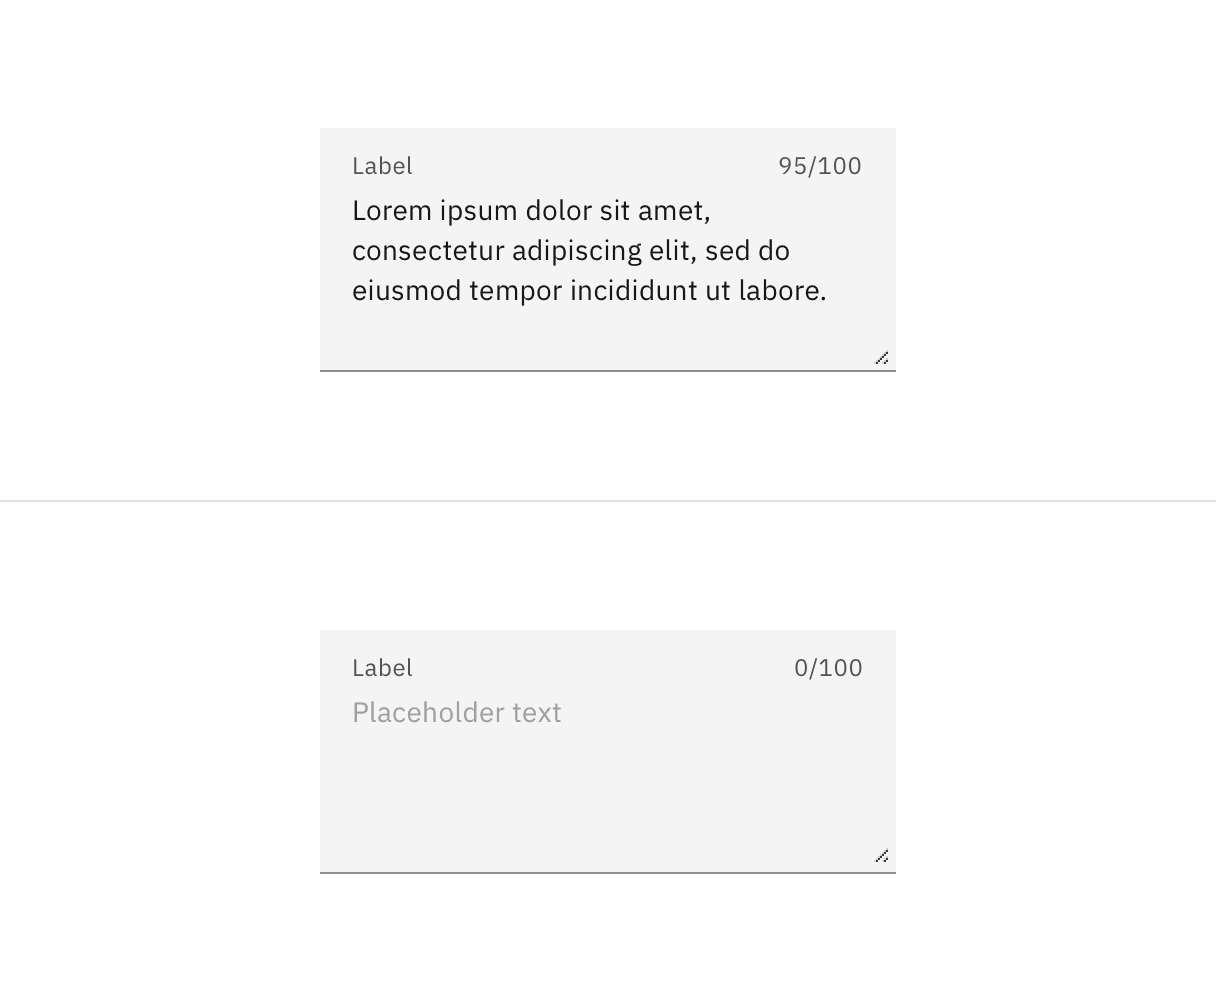 Label 95/100
Lorem ipsum dolor sit amet,
consectetur adipiscing elit, sed do
eiusmod tempor incididunt ut labore.
Label 0/100
Placeholder text